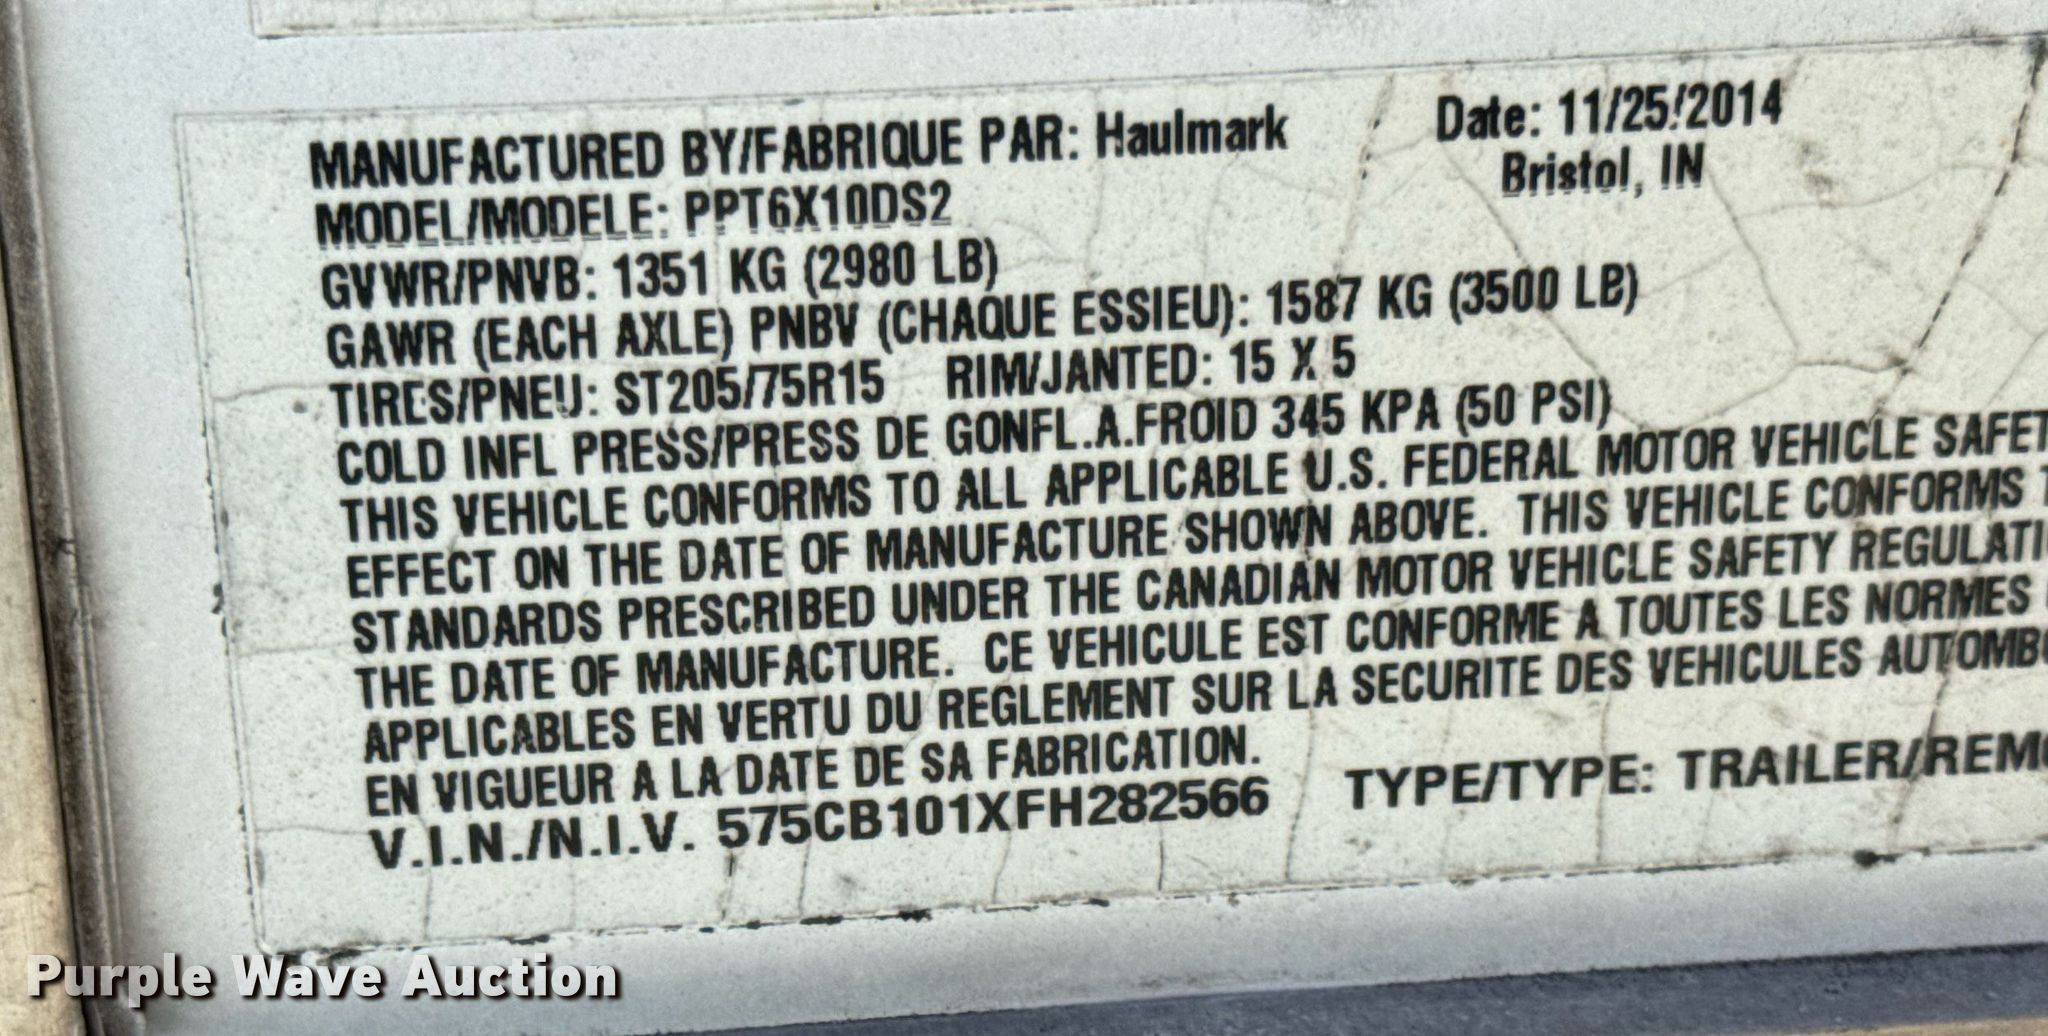 MANUFACTURED BY/FABRIQUE PAR: Haulmark Date: 11/25/2014
Bristol, IN
MODEL/MODELE: PPT6X10DS2
GVWR/PNVB: 1351 KG (2980 LB)
GAWR (EACH AXLE) PNBV (CHAQUE ESSIEU): 1587 KG (3500 LB)
TIRES/PNEU: ST205/75R15 RIM/JANTED: 15 X 5
COLD INFL PRESS/PRESS DE GONFL.A.FROID 345 KPA (50 PSI)
THIS VEHICLE CONFORMS TO ALL APPLICABLE U.S. FEDERAL MOTOR VEHICLE SAFET
EFFECT ON THE DATE OF MANUFACTURE SHOWN ABOVE. THIS VEHICLE CONFORMS T
STANDARDS PRESCRIBED UNDER THE CANADIAN MOTOR VEHICLE SAFETY REGULATI
THE DATE OF MANUFACTURE. CE VEHICULE EST CONFORME A TOUTES LES NORMES
APPLICABLES EN VERTU DU REGLEMENT SUR LA SECURITE DES VEHICULES AUTOMB
EN VIGUEUR A LA DATE DE SA FABRICATION.
V.I.N./N.I.V. 575CB101XFH282566 TYPE/TYPE: TRAILER/REMO
Purple Wave Auction